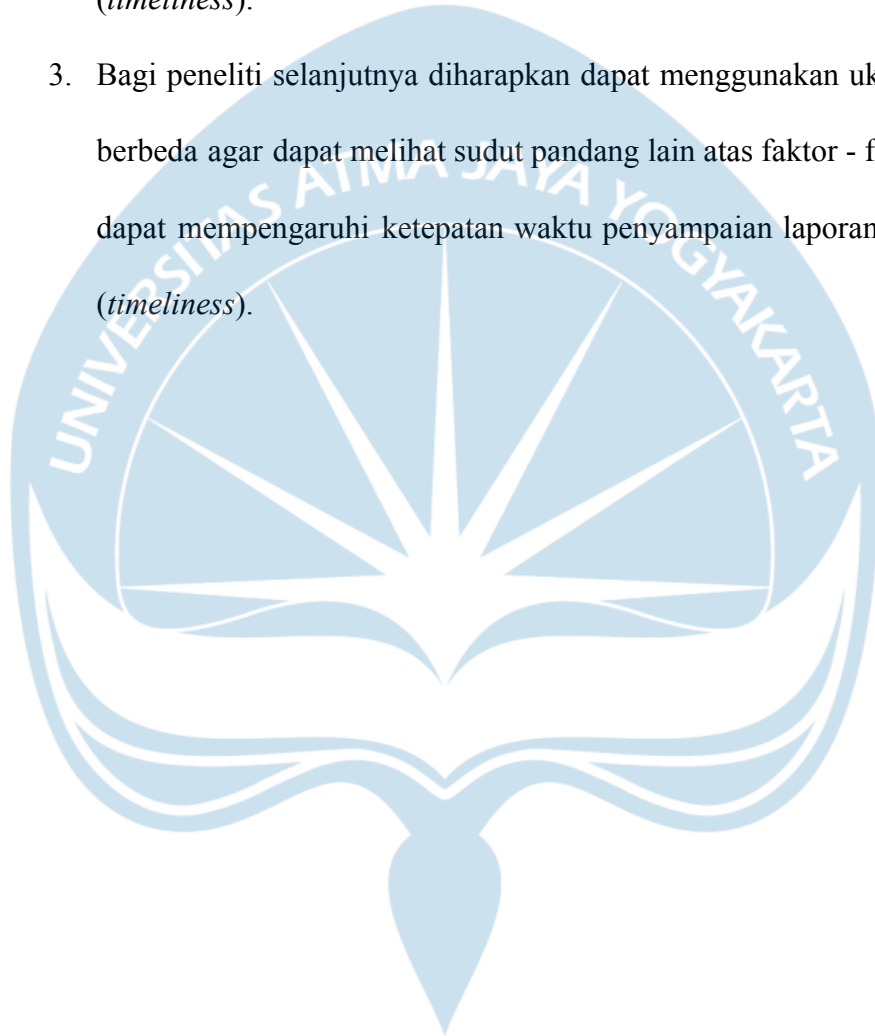 (timeliness).
3. Bagi peneliti selanjutnya diharapkan dapat menggunakan
berbeda agar dapat melihat sudut pandang lain atas faktor -
dapat mempengaruhi ketepatan waktu penyampaian laporan
(timeliness).
UNIVERSITAS ATMA JAYA YOGYAKARTA